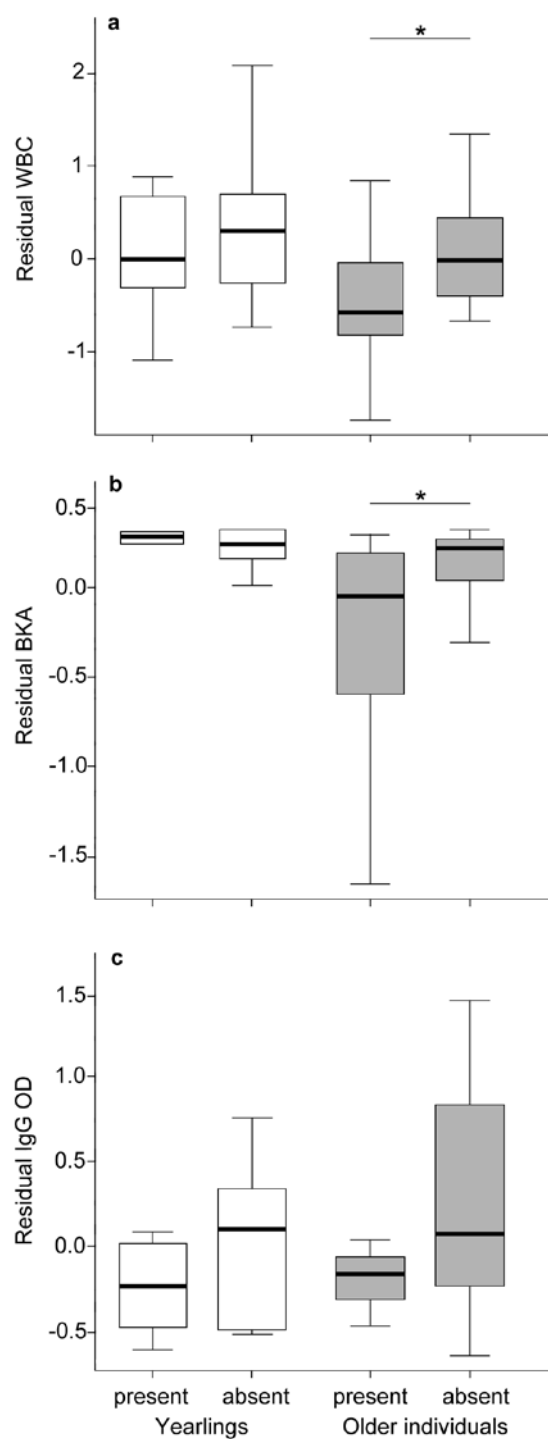 a
*
2
1
0
-1
Residual WBC
b
*
0.5
0.0
-0.5
-1.0
-1.5
Residual BKA
c
1.5
1.0
0.5
0.0
-0.5
Residual IgG OD
present absent present absent
Yearlings Older individuals